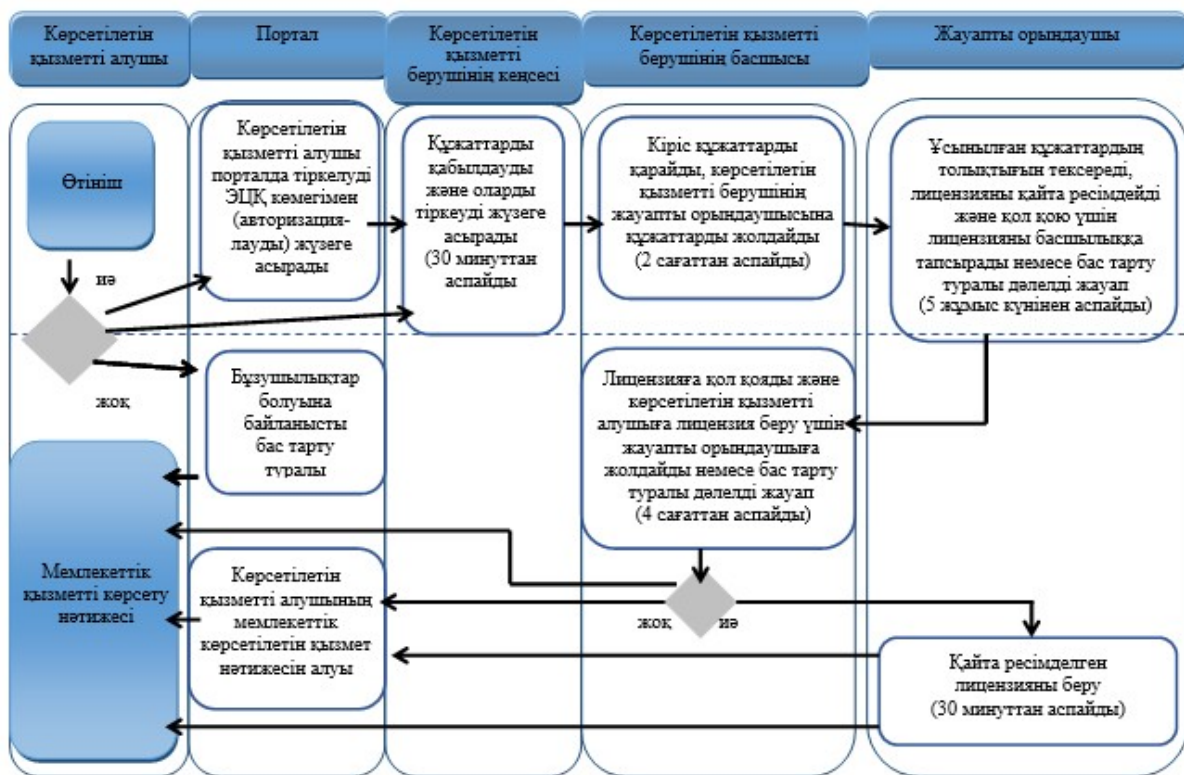 Көрсетілетін
қызметті алушы
Портал
Көрсетілетін
қызметті
берушінің кеңсесі
Көрсетілетін қызметті
берушінің басшысы
Жауапты орындаушы
Өтініш
Көрсетілетін
қызметті алушы
порталда тіркелуді
ЭЦҚ көмегімен
(авторизация-
лауды) жүзеге
асырады
Құжаттарды
қабылдауды
және оларды
тіркеуді жүзеге
асырады
(30 минуттан
аспайды
Кіріс құжаттарды
қарайды, көрсетілетін
қызметті берушінің
жауапты орындаушысына
құжаттарды жолдайды
(2 сағаттан аспайды)
Ұсынылған құжаттардың
толықтығын тексереді,
лицензияны қайта ресімдейді
және қол қою үшін
лицензияны басшылыққа
тапсырады немесе бас тарту
туралы дәлелді жауап
(5 жұмыс күнінен аспайды)
иә
жоқ
Бұзушылықтар
болуына
байланысты
бас тарту
туралы
Лицензияға қол қояды және
көрсетілетін қызметті
алушыға лицензия беру үшін
жауапты орындаушыға
жолдайды немесе бас тарту
туралы дәлелді жауап
(4 сағаттан аспайды)
Мемлекеттік
қызметті көрсету
нәтижесі
Көрсетілетін
қызметті алушының
мемлекеттік
көрсетілетін қызмет
нәтижесін алуы
жоқ
иә
Қайта ресімделген
лицензияны беру
(30 минуттан аспайды)